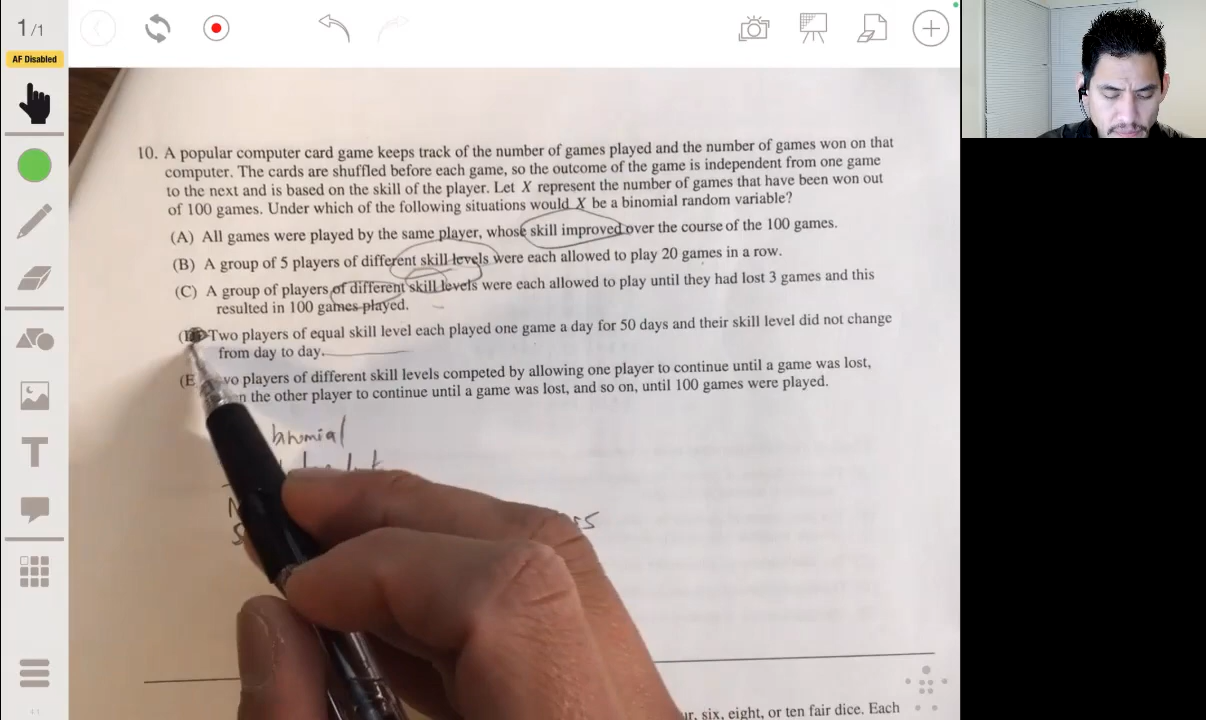 1/1
AF Disabled
10. A popular computer card game keeps track of the number of games played and the number of games won on that
computer. The cards are shuffled before each game, so the outcome of the game is independent from one game
to the next and is based on the skill of the player. Let X represent the number of games that have been won out
of 100 games. Under which of the following situations would X be a binomial random variable?
(A) All games were played by the same player, whose skill improved over the course of the 100 games.
(B) A group of 5 players of different skill levels were each allowed to play 20 games in a row.
(C) A group of players of different skill levels were each allowed to play until they had lost 3 games and this
resulted in 100 games played.
Two players of equal skill level each played one game a day for 50 days and their skill level did not change
from day to day.
(E players of different skill levels competed by allowing one player to continue until a game was lost,
the other player to continue until a game was lost, and so on, until 100 games were played.
binomial
N
S
T
six, eight, or ten fair dice. Each